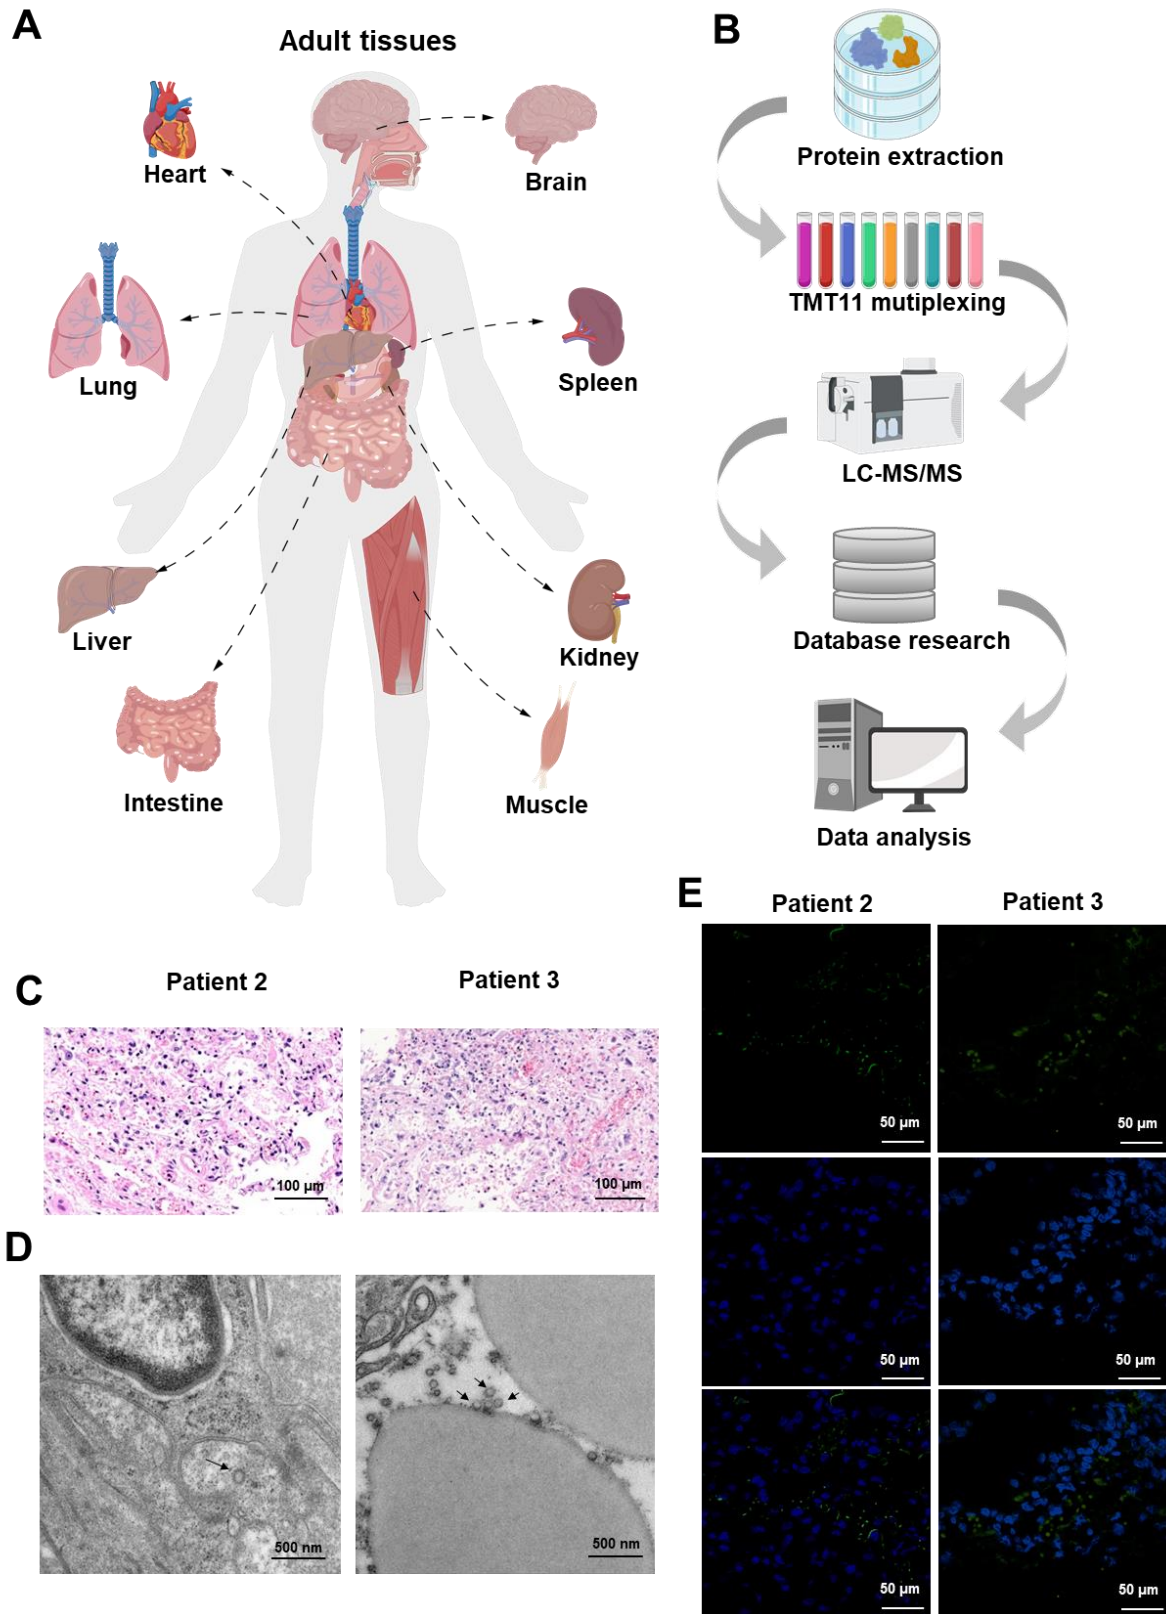 A
Adult tissues
Heart
Brain
Lung
Spleen
Liver
Kidney
Intestine
Muscle
B
Protein extraction
TMT11 mutiplexing
LC-MS/MS
Database research
Data analysis
C
Patient 2
Patient 3
100 µm
100 µm
D
500 nm
500 nm
E
Patient 2
Patient 3
50 µm
50 µm
50 µm
50 µm
50 µm
50 µm